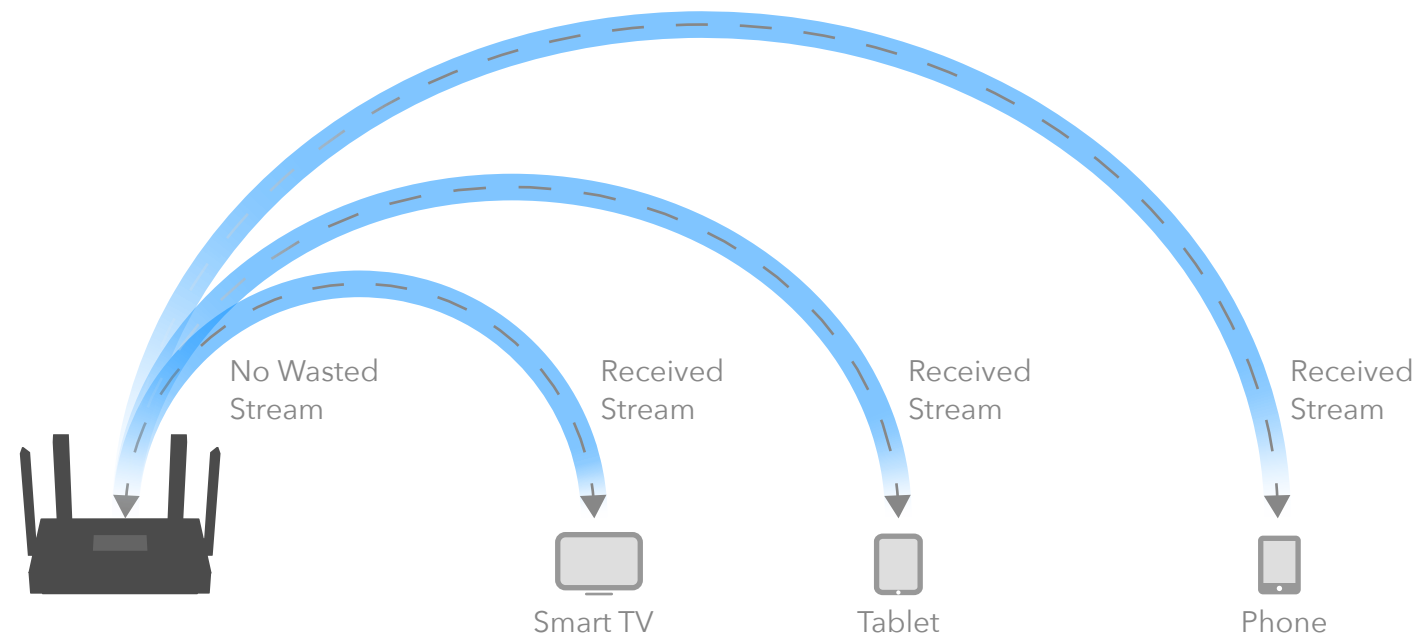 No Wasted
Stream
Received
Stream
Received
Stream
Received
Stream
Smart TV
Tablet
Phone